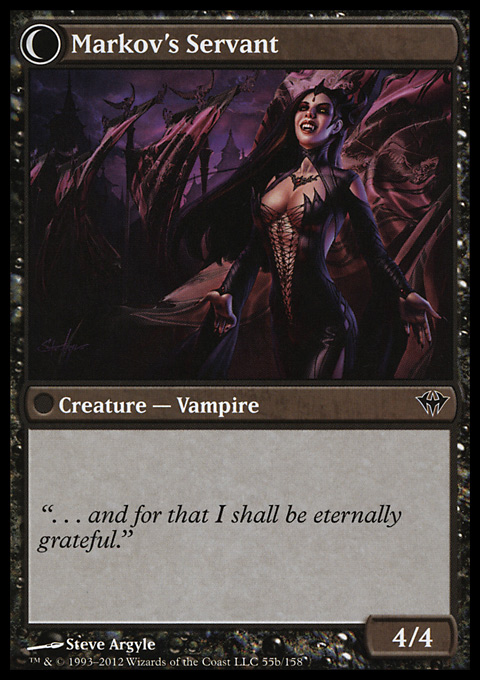 Markov's Servant
Creature — Vampire
“. . . and for that I shall be eternally
grateful.”
4/4
Steve Argyle
™ & © 1993–2012 Wizards of the Coast LLC 55b/158